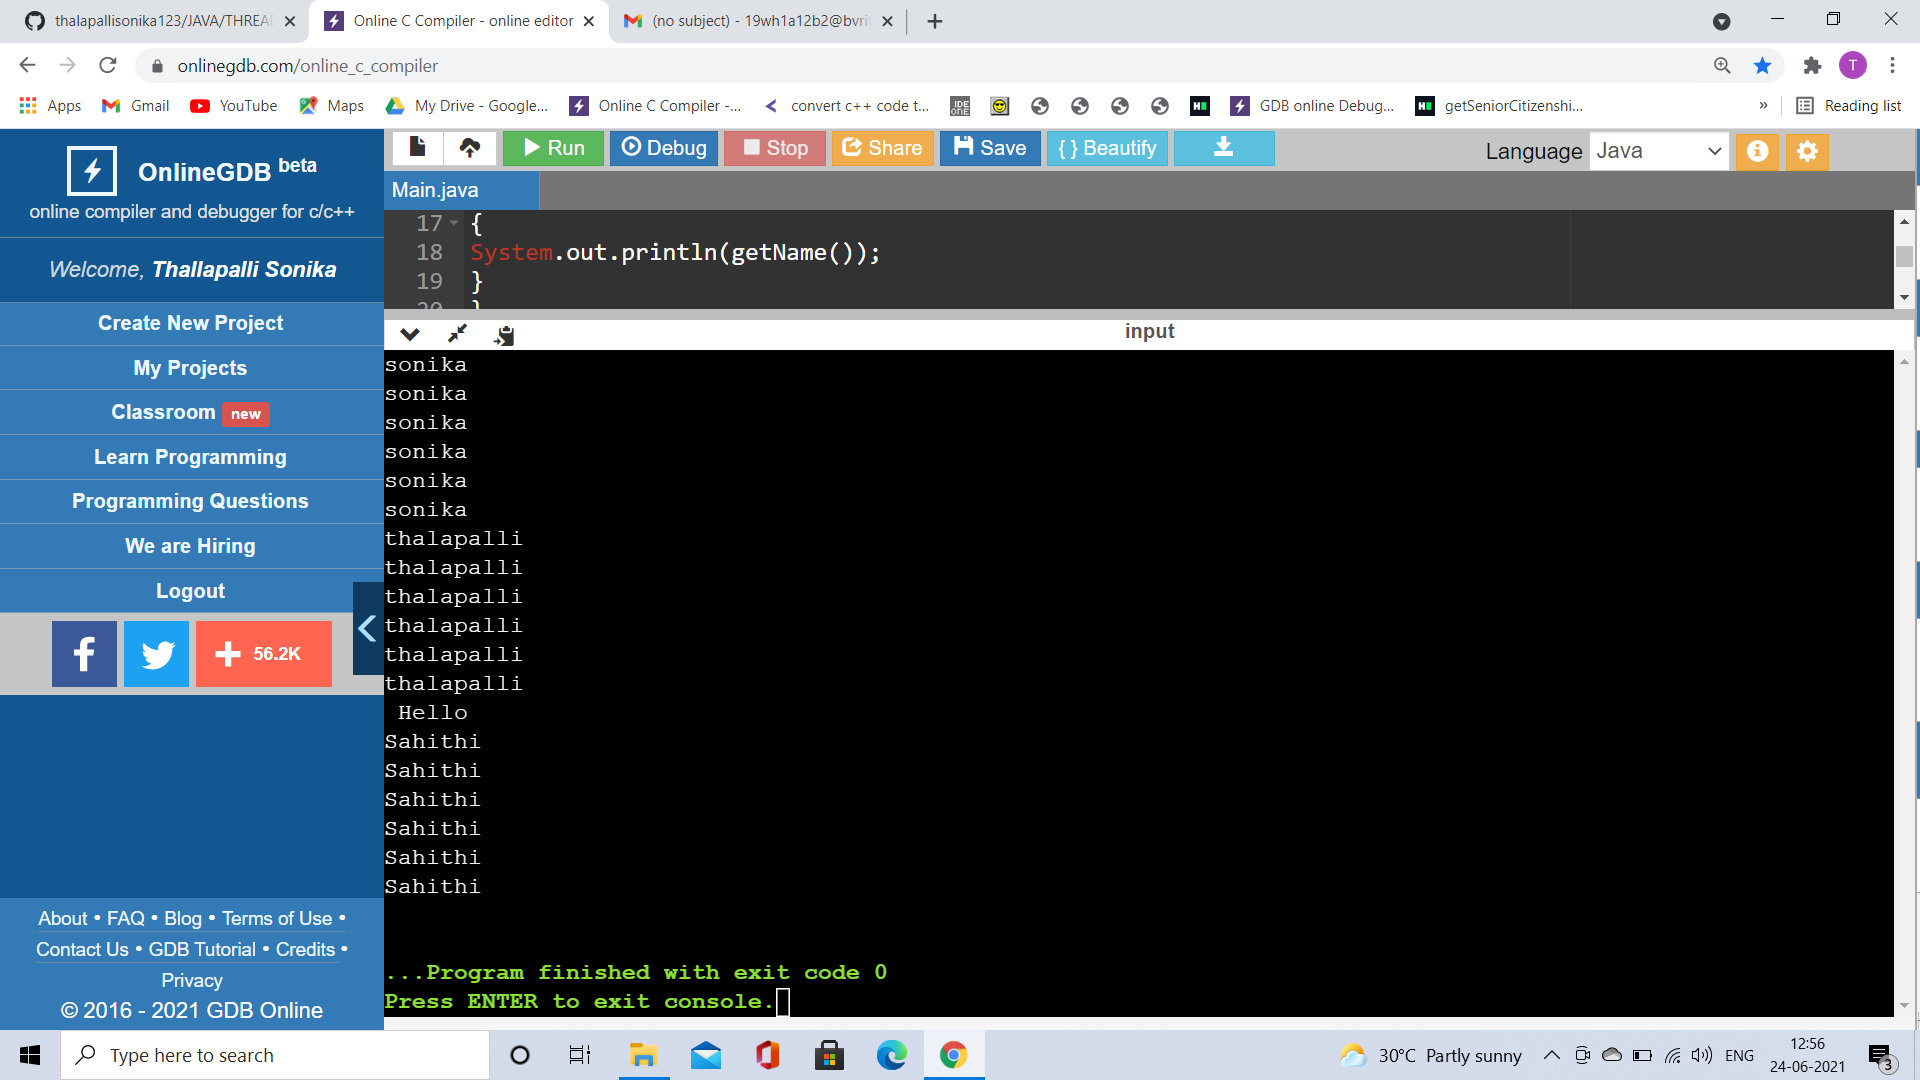 thalapallisonika123/JAVA/THREA
Online C Compiler - online editor
(no subject) - 19wh1a12b2@bvrit
onlinegdb.com/online_c_compiler
T
Apps
Gmail
YouTube
Maps
My Drive - Google...
Online C Compiler -...
convert c++ code t...
GDB online Debug...
getSeniorCitizenshi...
»
Reading list
OnlineGDB beta
online compiler and debugger for c/c++
Welcome, Thallapalli Sonika
Create New Project
My Projects
Classroom new
Learn Programming
Programming Questions
We are Hiring
Logout
56.2K
About • FAQ • Blog • Terms of Use •
Contact Us • GDB Tutorial • Credits •
Privacy
© 2016 - 2021 GDB Online
Run
Debug
Stop
Share
Save
{ } Beautify
Language
Java
Main.java
17 {
18 System.out.println(getName());
19 }
20 }
input
sonika
sonika
sonika
sonika
sonika
sonika
thalapalli
thalapalli
thalapalli
thalapalli
thalapalli
thalapalli
Hello
Sahithi
Sahithi
Sahithi
Sahithi
Sahithi
Sahithi
...Program finished with exit code 0
Press ENTER to exit console.
Type here to search
30°C Partly sunny
ENG
12:56
24-06-2021
3